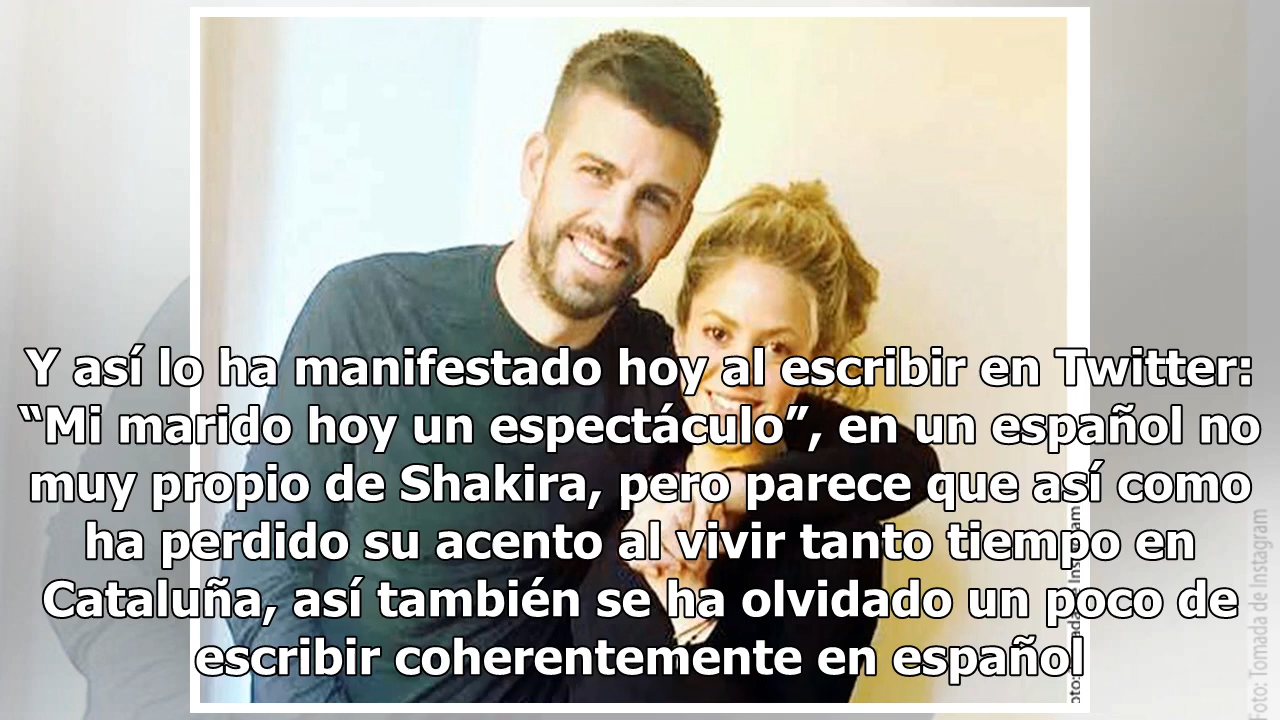 Y así lo ha manifestado hoy al escribir en Twitter:
“Mi marido hoy un espectáculo”, en un español no
muy propio de Shakira, pero parece que así como
ha perdido su acento al vivir tanto tiempo en
Cataluña, así también se ha olvidado un poco de
escribir coherentemente en español
Foto: Tomada de Instagram